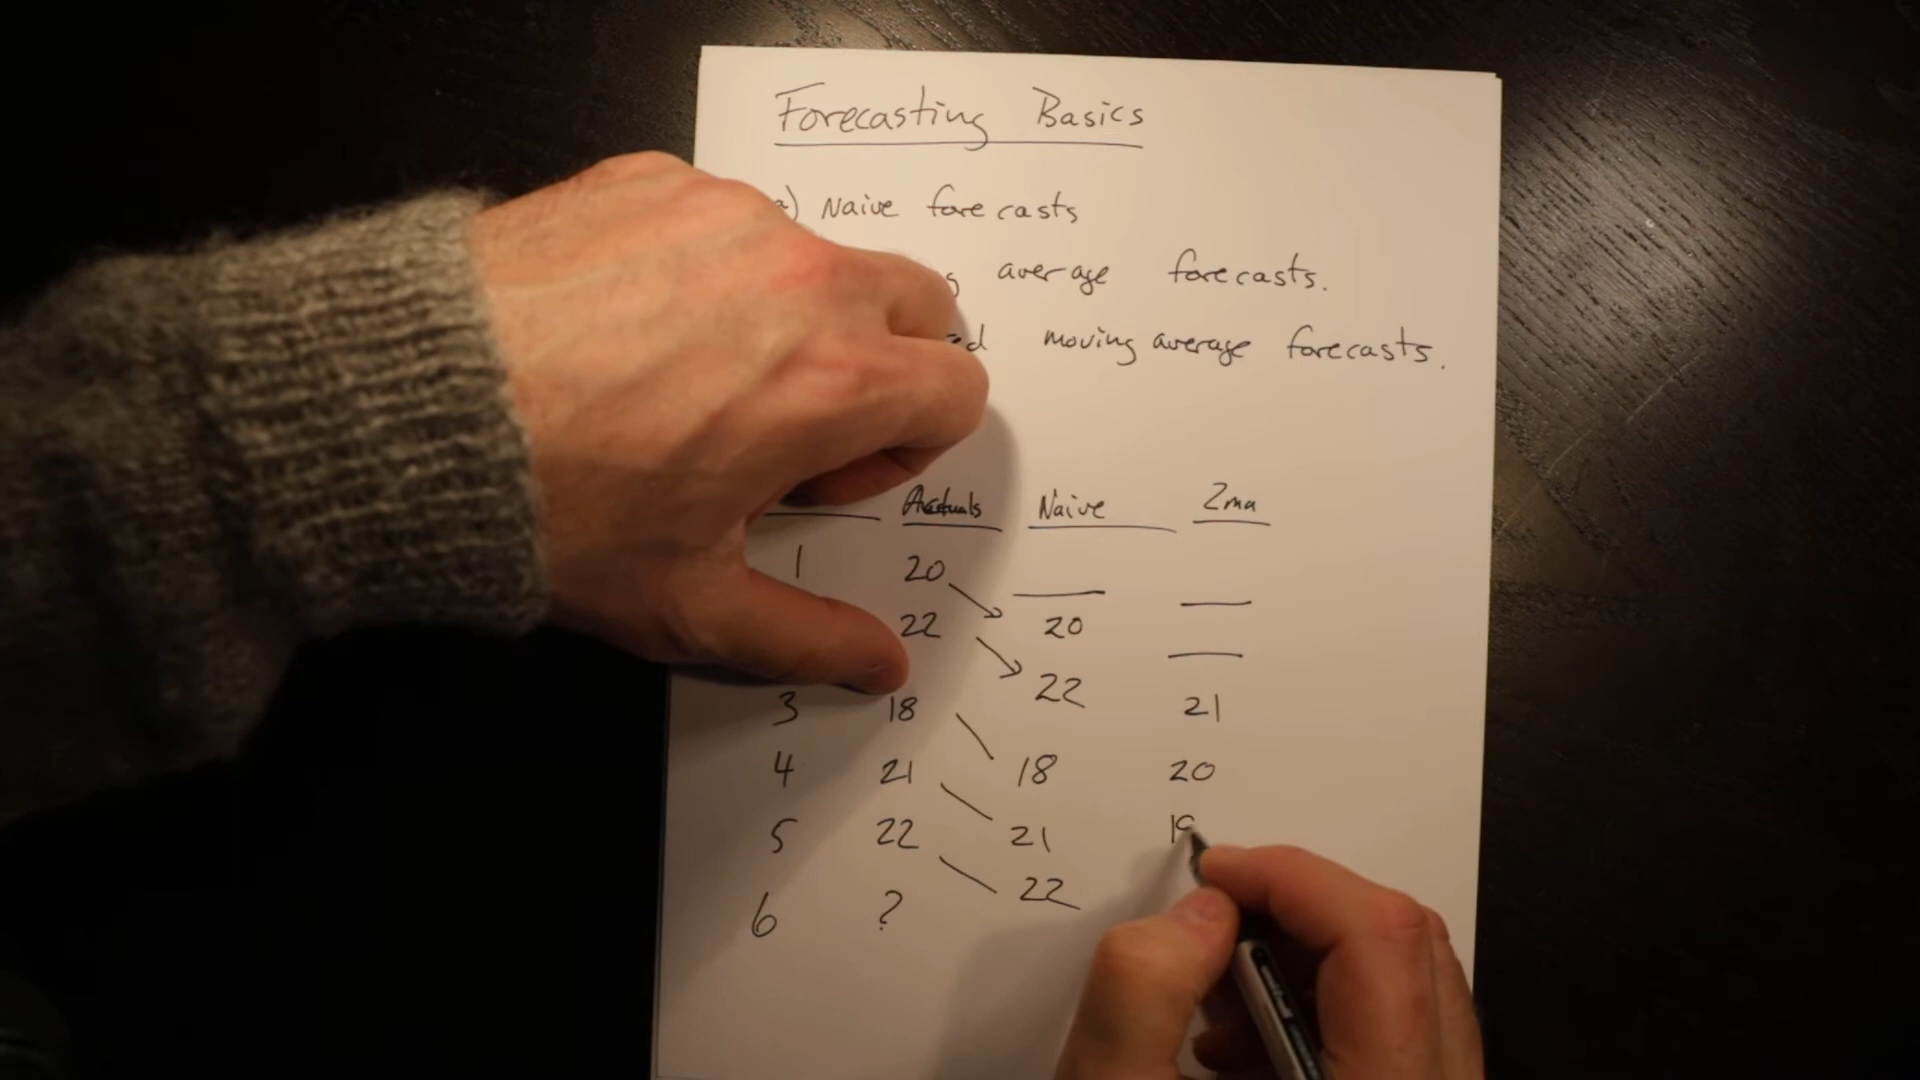 Forecasting Basics
a) Naive forecasts
average forecasts.
moving average forecasts.
Actuals Naive 2ma
1 20
22 20
22
3 18 21
4 21 18 20
5 22 21 19
6 ? 22